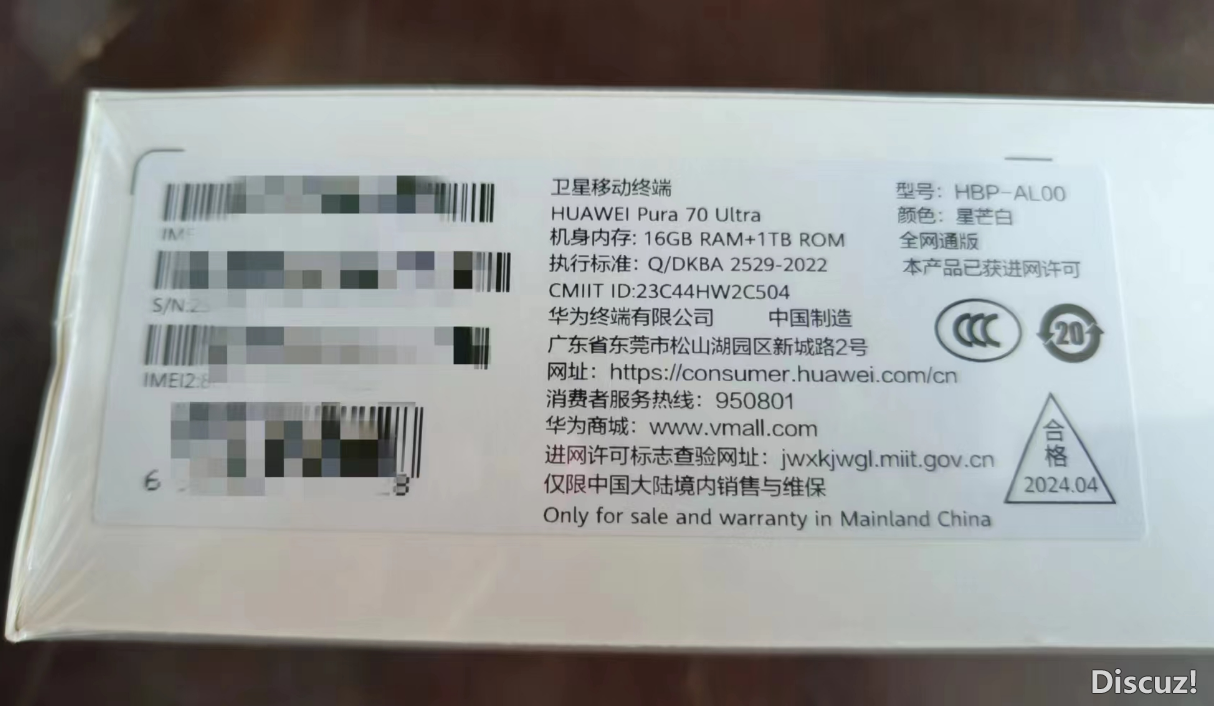 IME
S/N:2
IMEI2:8
6
8
卫星移动终端
HUAWEI Pura 70 Ultra
机身内存: 16GB RAM+1TB ROM
执行标准: Q/DKBA 2529-2022
CMIIT ID:23C44HW2C504
华为终端有限公司 中国制造
广东省东莞市松山湖园区新城路2号
网址: https://consumer.huawei.com/cn
消费者服务热线: 950801
华为商城: www.vmall.com
进网许可标志查验网址: jwxkjwgl.miit.gov.cn
仅限中国大陆境内销售与维保
Only for sale and warranty in Mainland China
型号: HBP-AL00
颜色: 星芒白
全网通版
本产品已获进网许可
CCC
20
合格
2024.04
Discuz!